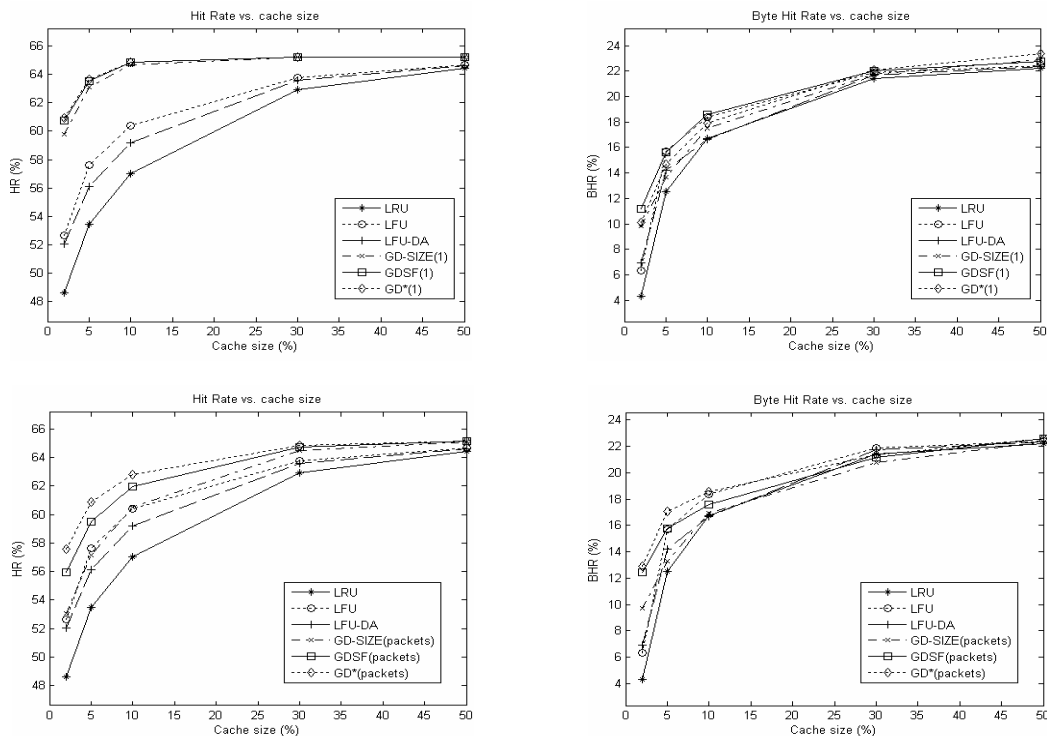 Hit Rate vs. cache size
66
64
62
60
58
56
54
52
50
48
HR (%)
LRU
LFU
LFU-DA
GD-SIZE(1)
GDSF(1)
GD*(1)
0 5 10 15 20 25 30 35 40 45 50
Cache size (%)
Byte Hit Rate vs. cache size
24
22
20
18
16
14
12
10
8
6
4
BHR (%)
LRU
LFU
LFU-DA
GD-SIZE(1)
GDSF(1)
GD*(1)
0 5 10 15 20 25 30 35 40 45 50
Cache size (%)
Hit Rate vs. cache size
66
64
62
60
58
56
54
52
50
48
HR (%)
LRU
LFU
LFU-DA
GD-SIZE(packets)
GDSF(packets)
GD*(packets)
0 5 10 15 20 25 30 35 40 45 50
Cache size (%)
Byte Hit Rate vs. cache size
24
22
20
18
16
14
12
10
8
6
4
BHR (%)
LRU
LFU
LFU-DA
GD-SIZE(packets)
GDSF(packets)
GD*(packets)
0 5 10 15 20 25 30 35 40 45 50
Cache size (%)